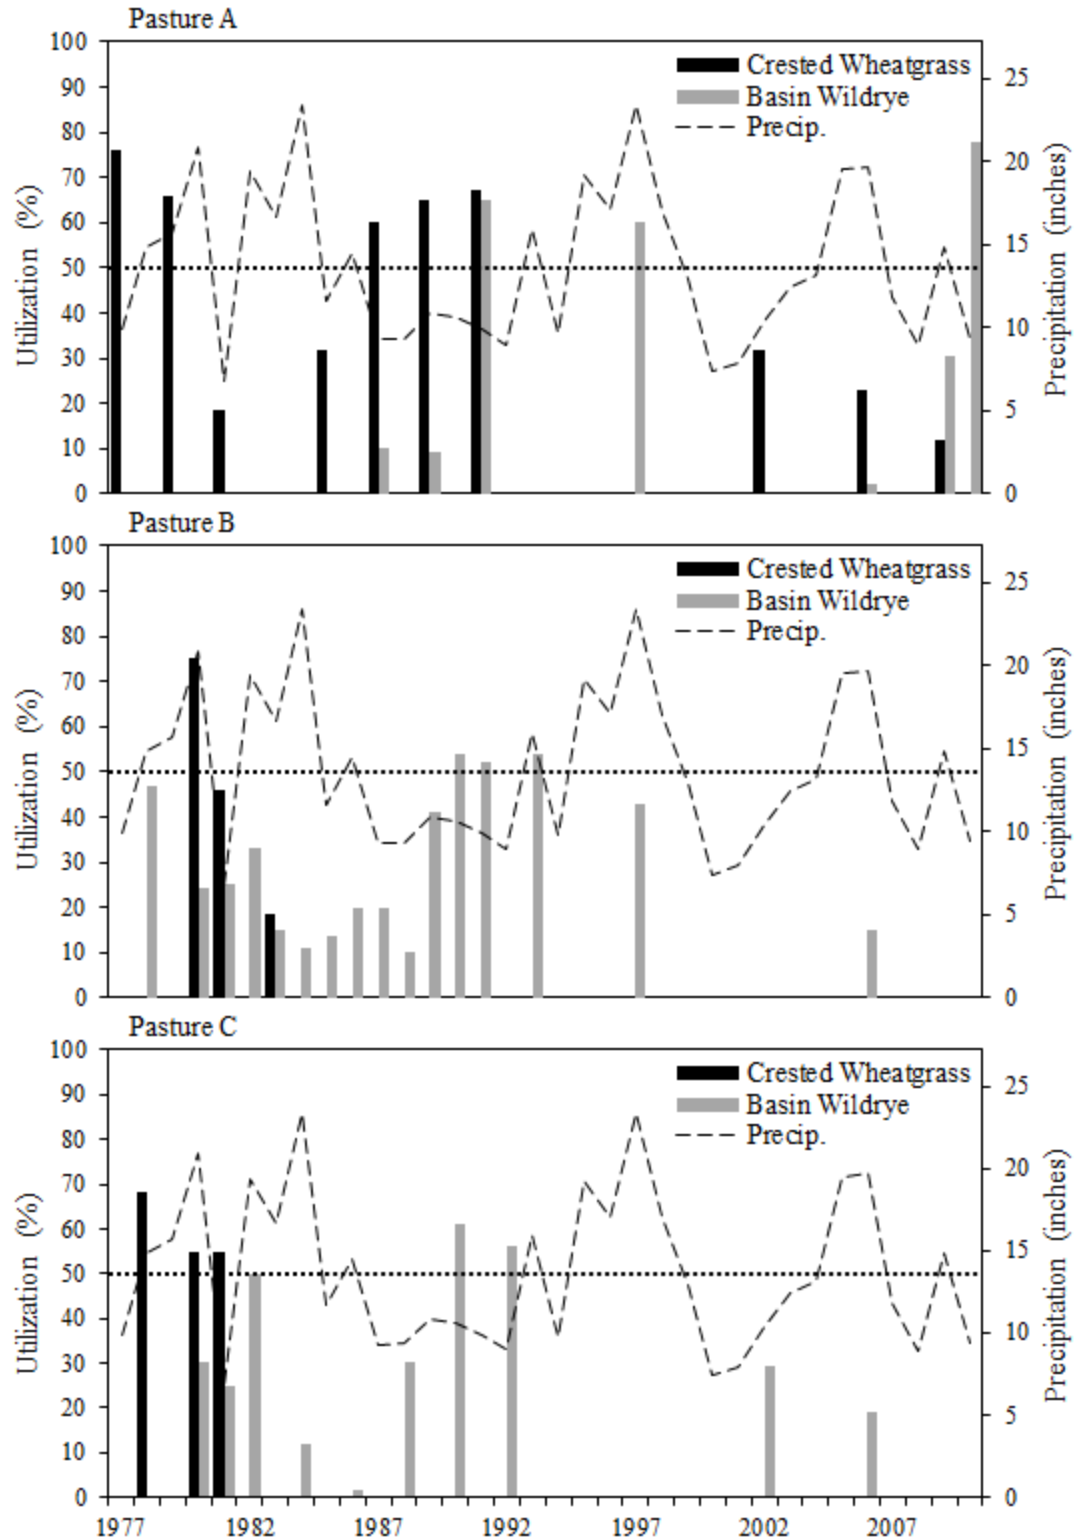 Pasture A
100
90
80
70
60
50
40
30
20
10
0
Utilization (%)
25
20
15
10
5
0
Precipitation (inches)
Crested Wheatgrass
Basin Wildrye
Precip.
Pasture B
100
90
80
70
60
50
40
30
20
10
0
Utilization (%)
25
20
15
10
5
0
Precipitation (inches)
Crested Wheatgrass
Basin Wildrye
Precip.
Pasture C
100
90
80
70
60
50
40
30
20
10
0
Utilization (%)
25
20
15
10
5
0
Precipitation (inches)
Crested Wheatgrass
Basin Wildrye
Precip.
1977 1982 1987 1992 1997 2002 2007